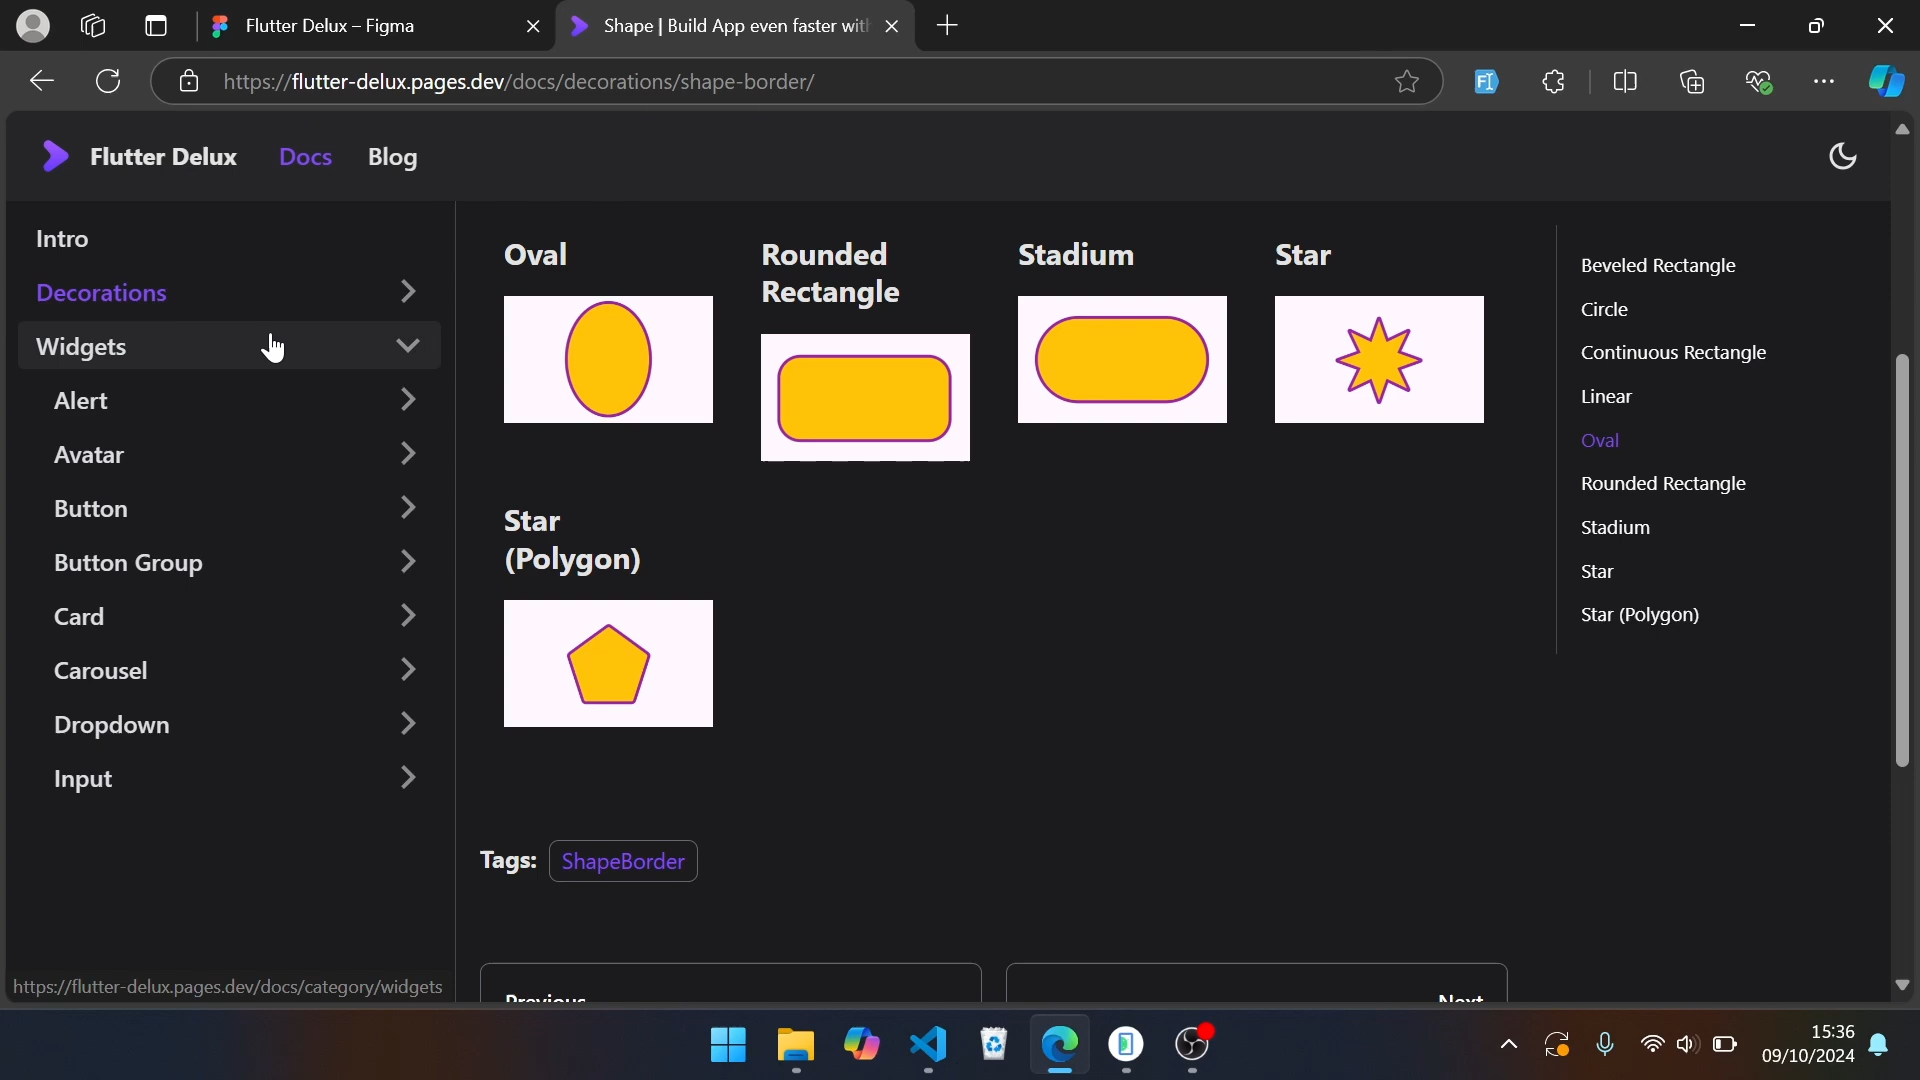 Flutter Delux – Figma
Shape | Build App even faster wit
https://flutter-delux.pages.dev/docs/decorations/shape-border/
Flutter Delux
Docs
Blog
Intro
Decorations
Widgets
Alert
Avatar
Button
Button Group
Card
Carousel
Dropdown
Input
https://flutter-delux.pages.dev/docs/category/widgets
Oval
Rounded
Rectangle
Stadium
Star
Star
(Polygon)
Tags:
ShapeBorder
Previous
Next
Beveled Rectangle
Circle
Continuous Rectangle
Linear
Oval
Rounded Rectangle
Stadium
Star
Star (Polygon)
15:36
09/10/2024